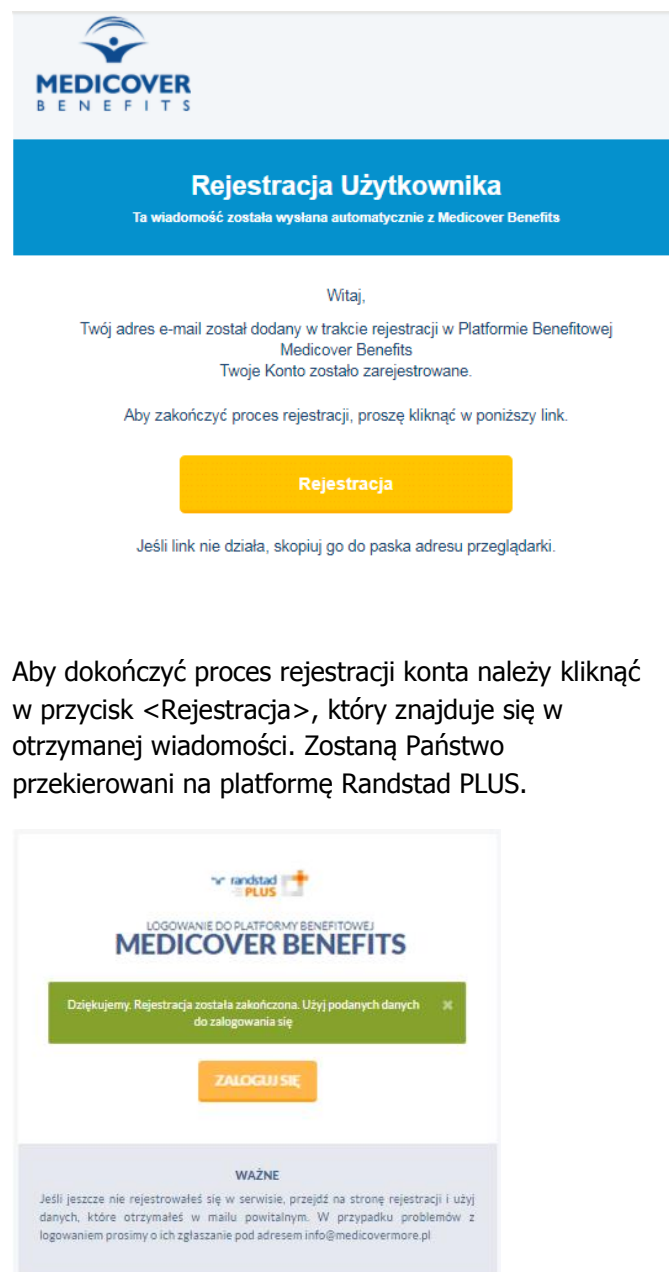 MEDICOVER
BENEFITS
Rejestracja Użytkownika
Ta wiadomość została wysłana automatycznie z Medicover Benefits
Witaj,
Twój adres e-mail został dodany w trakcie rejestracji w Platformie Benefitowej
Medicover Benefits
Twoje Konto zostało zarejestrowane.
Aby zakończyć proces rejestracji, proszę kliknąć w poniższy link.
Rejestracja
Jeśli link nie działa, skopiuj go do paska adresu przeglądarki.
Aby dokończyć proces rejestracji konta należy kliknąć
w przycisk <Rejestracja>, który znajduje się w
otrzymanej wiadomości. Zostaną Państwo
przekierowani na platformę Randstad PLUS.
randstad
PLUS
LOGOWANIE DO PLATFORMY BENEFITOWEJ
MEDICOVER BENEFITS
Dziękujemy. Rejestracja została zakończona. Użyj podanych danych
do zalogowania się
ZALOGUJ SIĘ
WAŻNE
Jeśli jeszcze nie rejestrowałeś się w serwisie, przejdź na stronę rejestracji i użyj
danych, które otrzymałeś w mailu powitalnym. W przypadku problemów z
logowaniem prosimy o ich zgłaszanie pod adresem info@medicovermore.pl